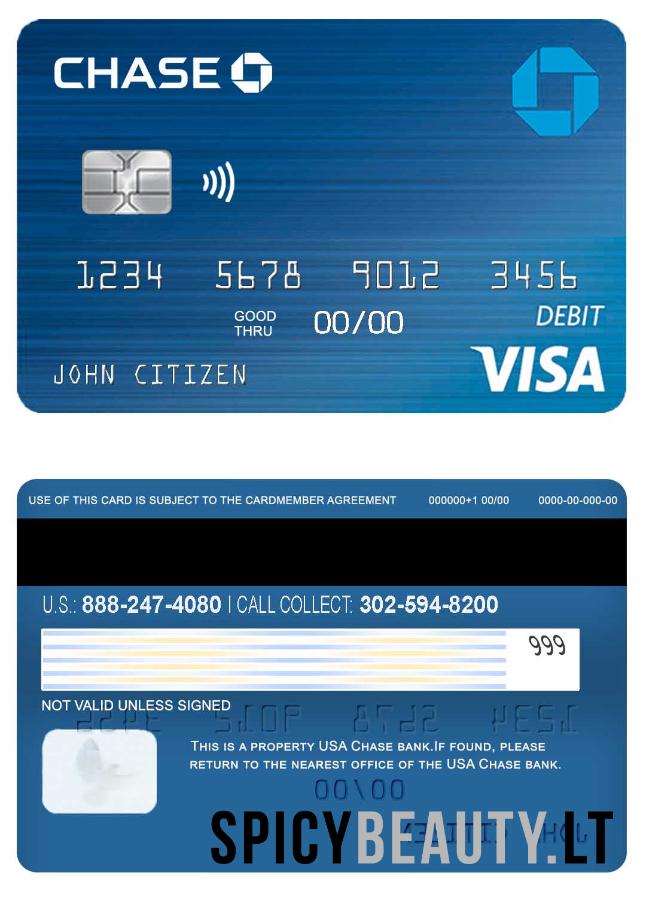 CHASE
1234 5678 9012 3456
GOOD
THRU
00/00
DEBIT
JOHN CITIZEN
VISA
USE OF THIS CARD IS SUBJECT TO THE CARDMEMBER AGREEMENT 000000+1 00/00 0000-00-000-00
U.S.: 888-247-4080 | CALL COLLECT: 302-594-8200
999
NOT VALID UNLESS SIGNED
THIS IS A PROPERTY USA CHASE BANK.IF FOUND, PLEASE
RETURN TO THE NEAREST OFFICE OF THE USA CHASE BANK.
00/00
SPICYBEAUTY.LT